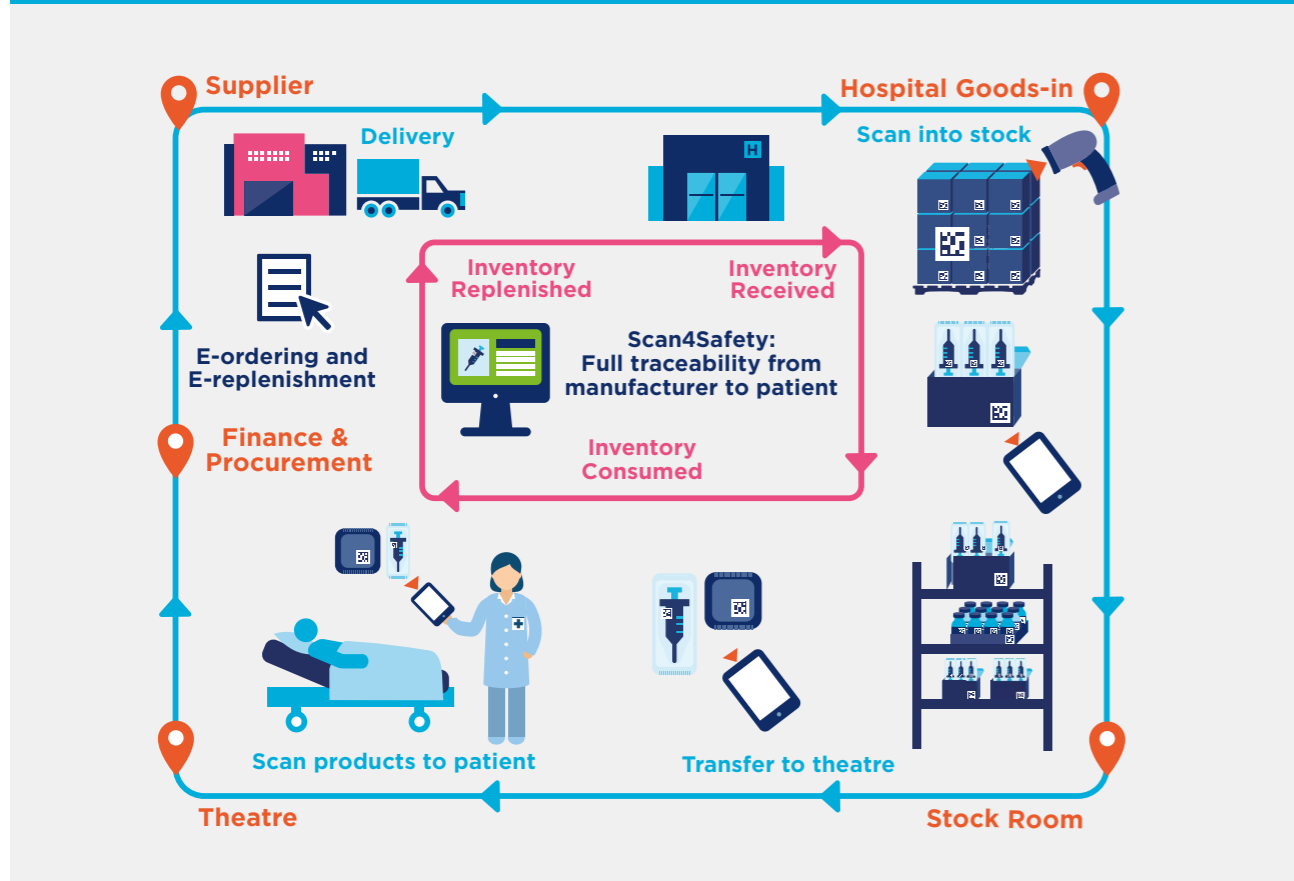 Supplier
Hospital Goods-in
Delivery
Scan into stock
H
Inventory
Replenished
Inventory
Received
E-ordering and
E-replenishment
Scan4Safety:
Full traceability from
manufacturer to patient
Finance &
Procurement
Inventory
Consumed
Scan products to patient
Transfer to theatre
Theatre
Stock Room